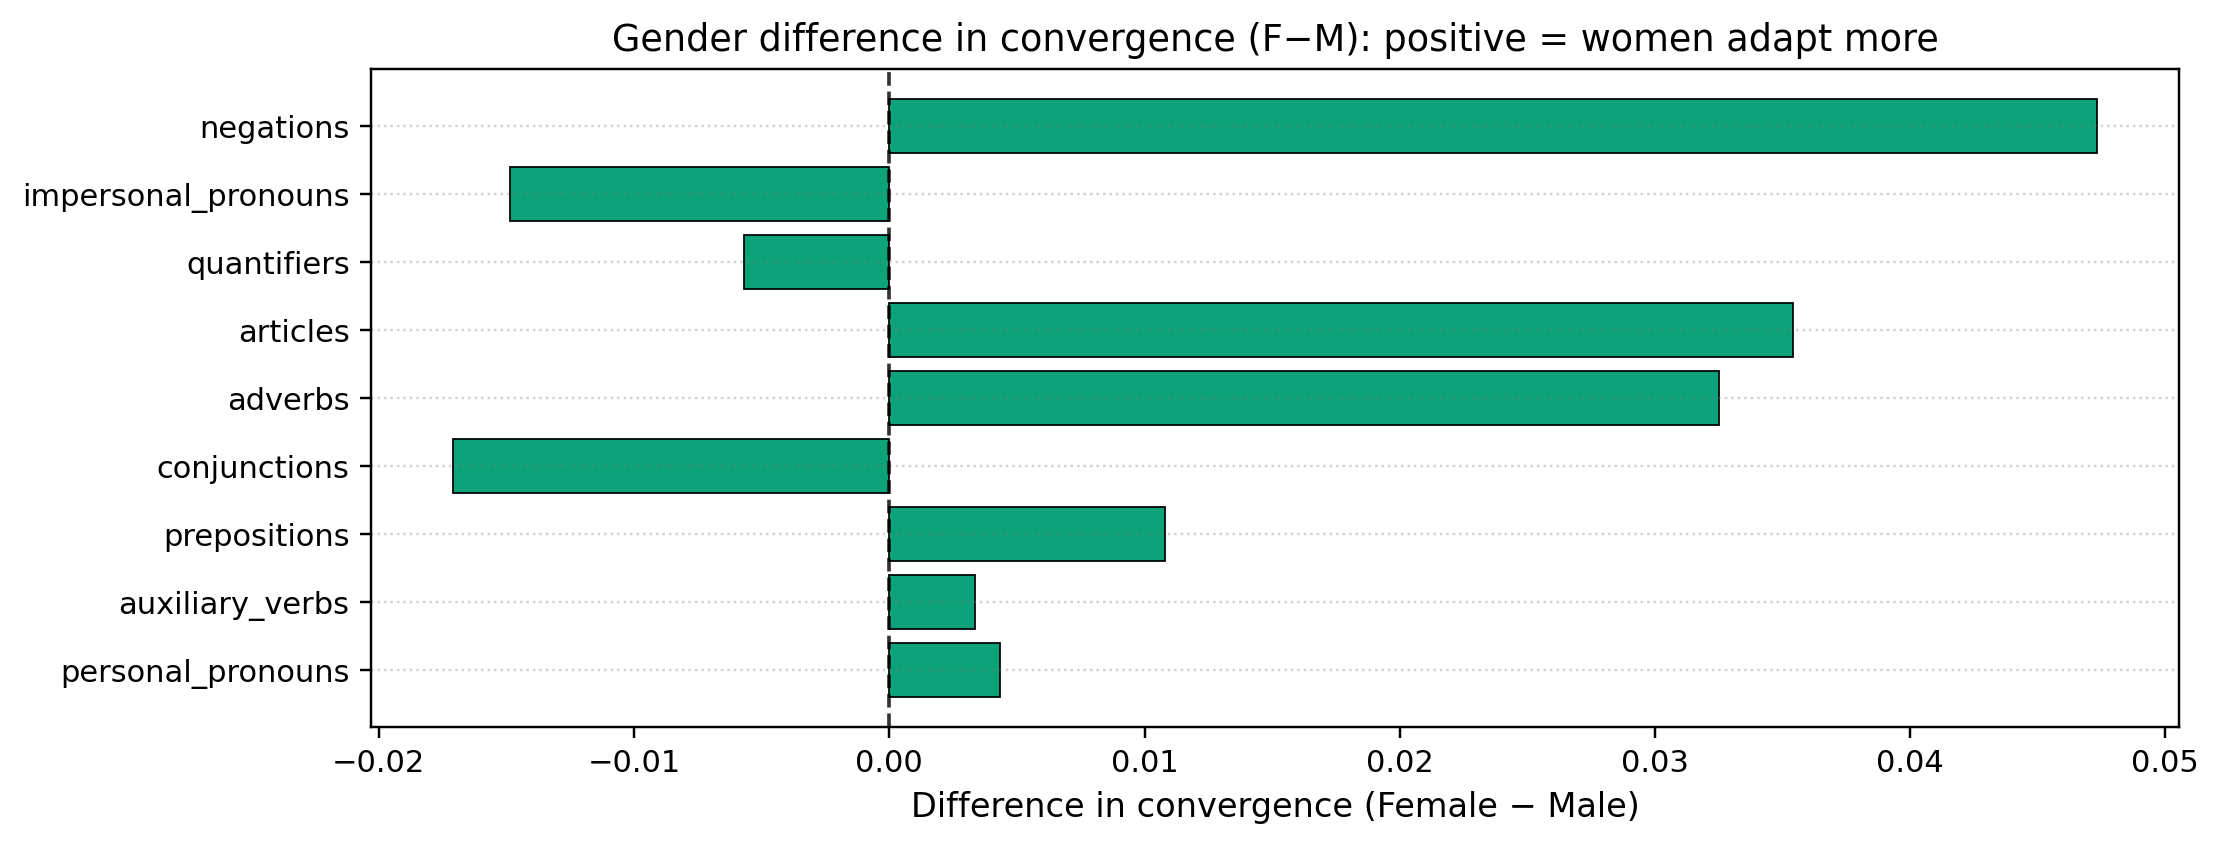 Gender difference in convergence (F−M): positive = women adapt more
negations
impersonal_pronouns
quantifiers
articles
adverbs
conjunctions
prepositions
auxiliary_verbs
personal_pronouns
−0.02 −0.01 0.00 0.01 0.02 0.03 0.04 0.05
Difference in convergence (Female − Male)